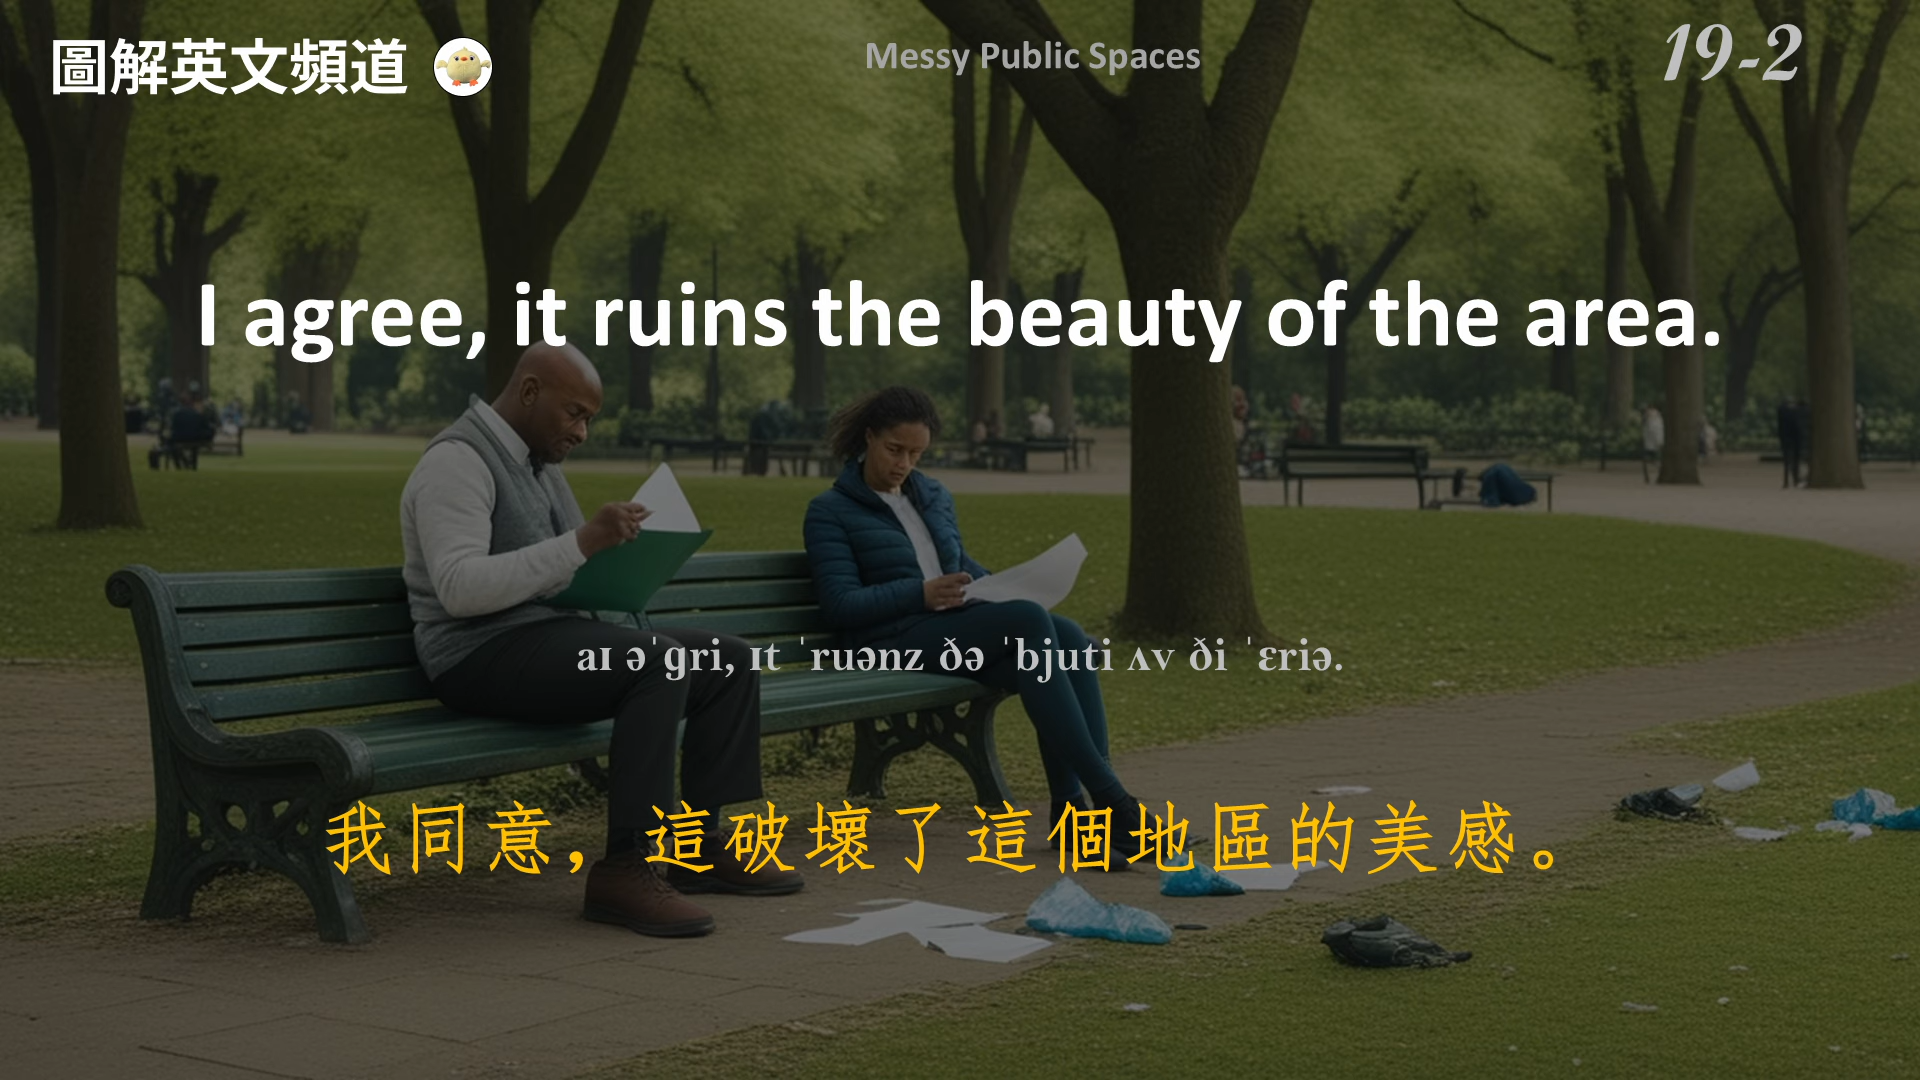 圖解英文頻道
Messy Public Spaces
19-2
I agree, it ruins the beauty of the area.
aɪ əˈɡri, ɪt ˈruənz ðə ˈbjuti ʌv ði ˈɛriə.
我同意，這破壞了這個地區的美感。